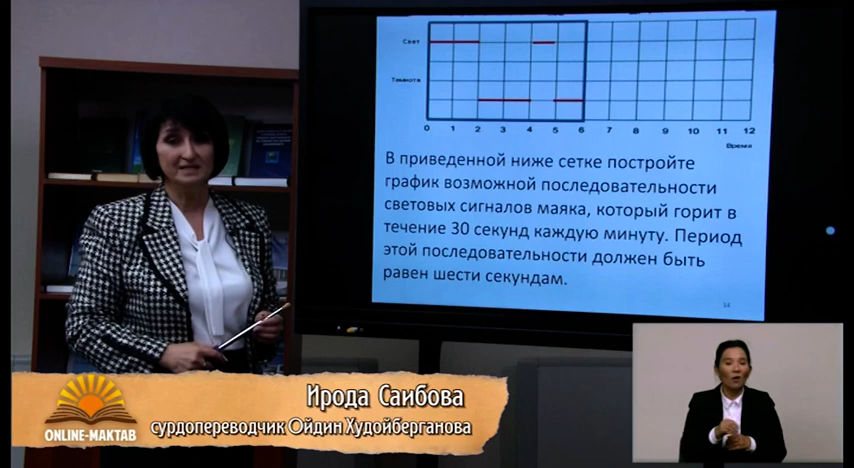 Свет
Темнота
0 1 2 3 4 5 6 7 8 9 10 11 12
Время
В приведенной ниже сетке постройте
график возможной последовательности
световых сигналов маяка, который горит в
течение 30 секунд каждую минуту. Период
этой последовательности должен быть
равен шести секундам.
14
Ирода Саибова
сурдопереводчик Ойдин Худойберганова
ONLINE-MAKTAB